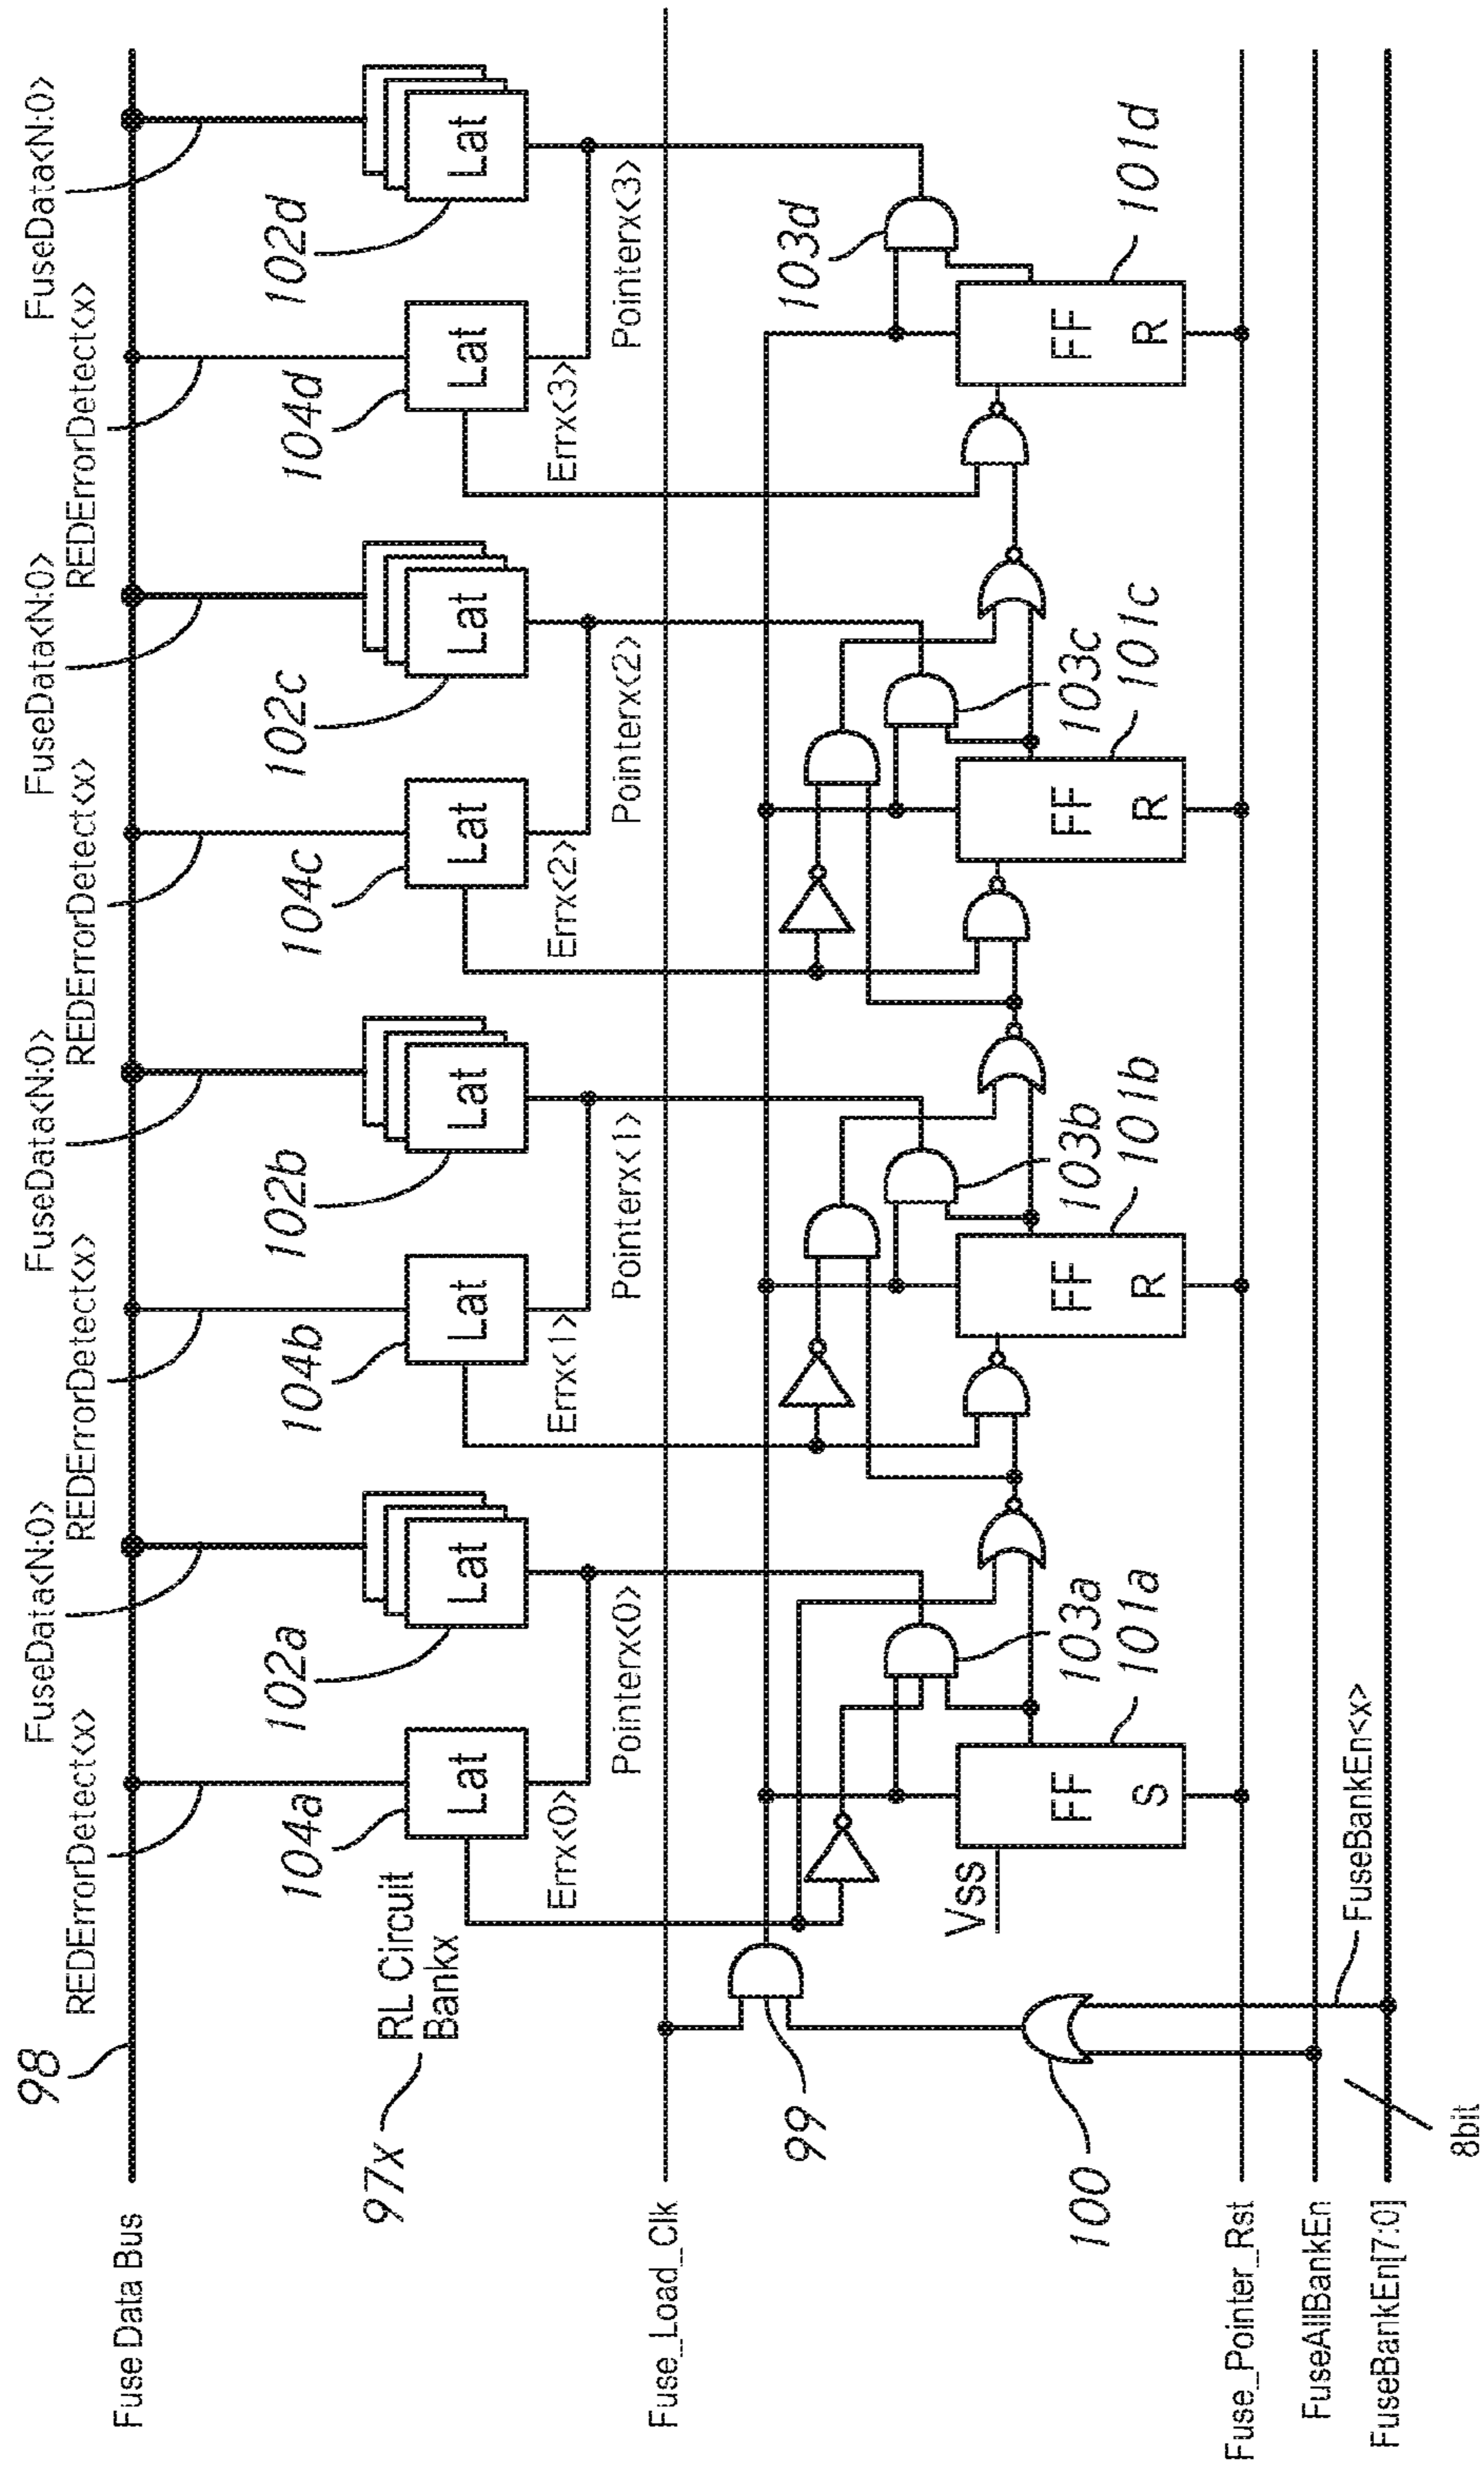 98
FuseData<N:0>
FuseData<N:0>
FuseData<N:0>
FuseData<N:0>
REDErrorDetect<x>
REDErrorDetect<x>
REDErrorDetect<x>
REDErrorDetect<x>
Fuse Data Bus
104a
102a
104b
102b
104c
102c
104d
102d
97x
RL Circuit
Bankx
Lat
Lat
Lat
Lat
Lat
Lat
Lat
Lat
Errx<0>
Errx<1>
Errx<2>
Errx<3>
Pointerx<0>
Pointerx<1>
Pointerx<2>
Pointerx<3>
Fuse_Load_Clk
99
103d
Vss
100
FF
S
103a
101a
FF
R
103b
101b
FF
R
103c
101c
FF
R
101d
Fuse_Pointer_Rst
FuseAllBankEn
FuseBankEn<x>
FuseBankEn[7:0]
8bit